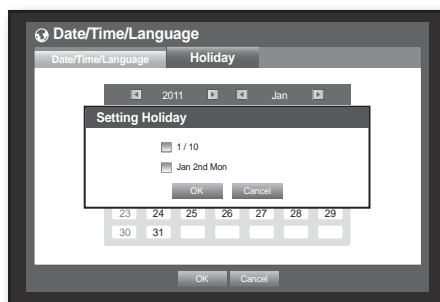 Date/Time/Language
Date/Time/Language Holiday
2011 Jan
Setting Holiday
1 / 10
Jan 2nd Mon
OK Cancel
23 24 25 26 27 28 29
30 31
OK Cancel